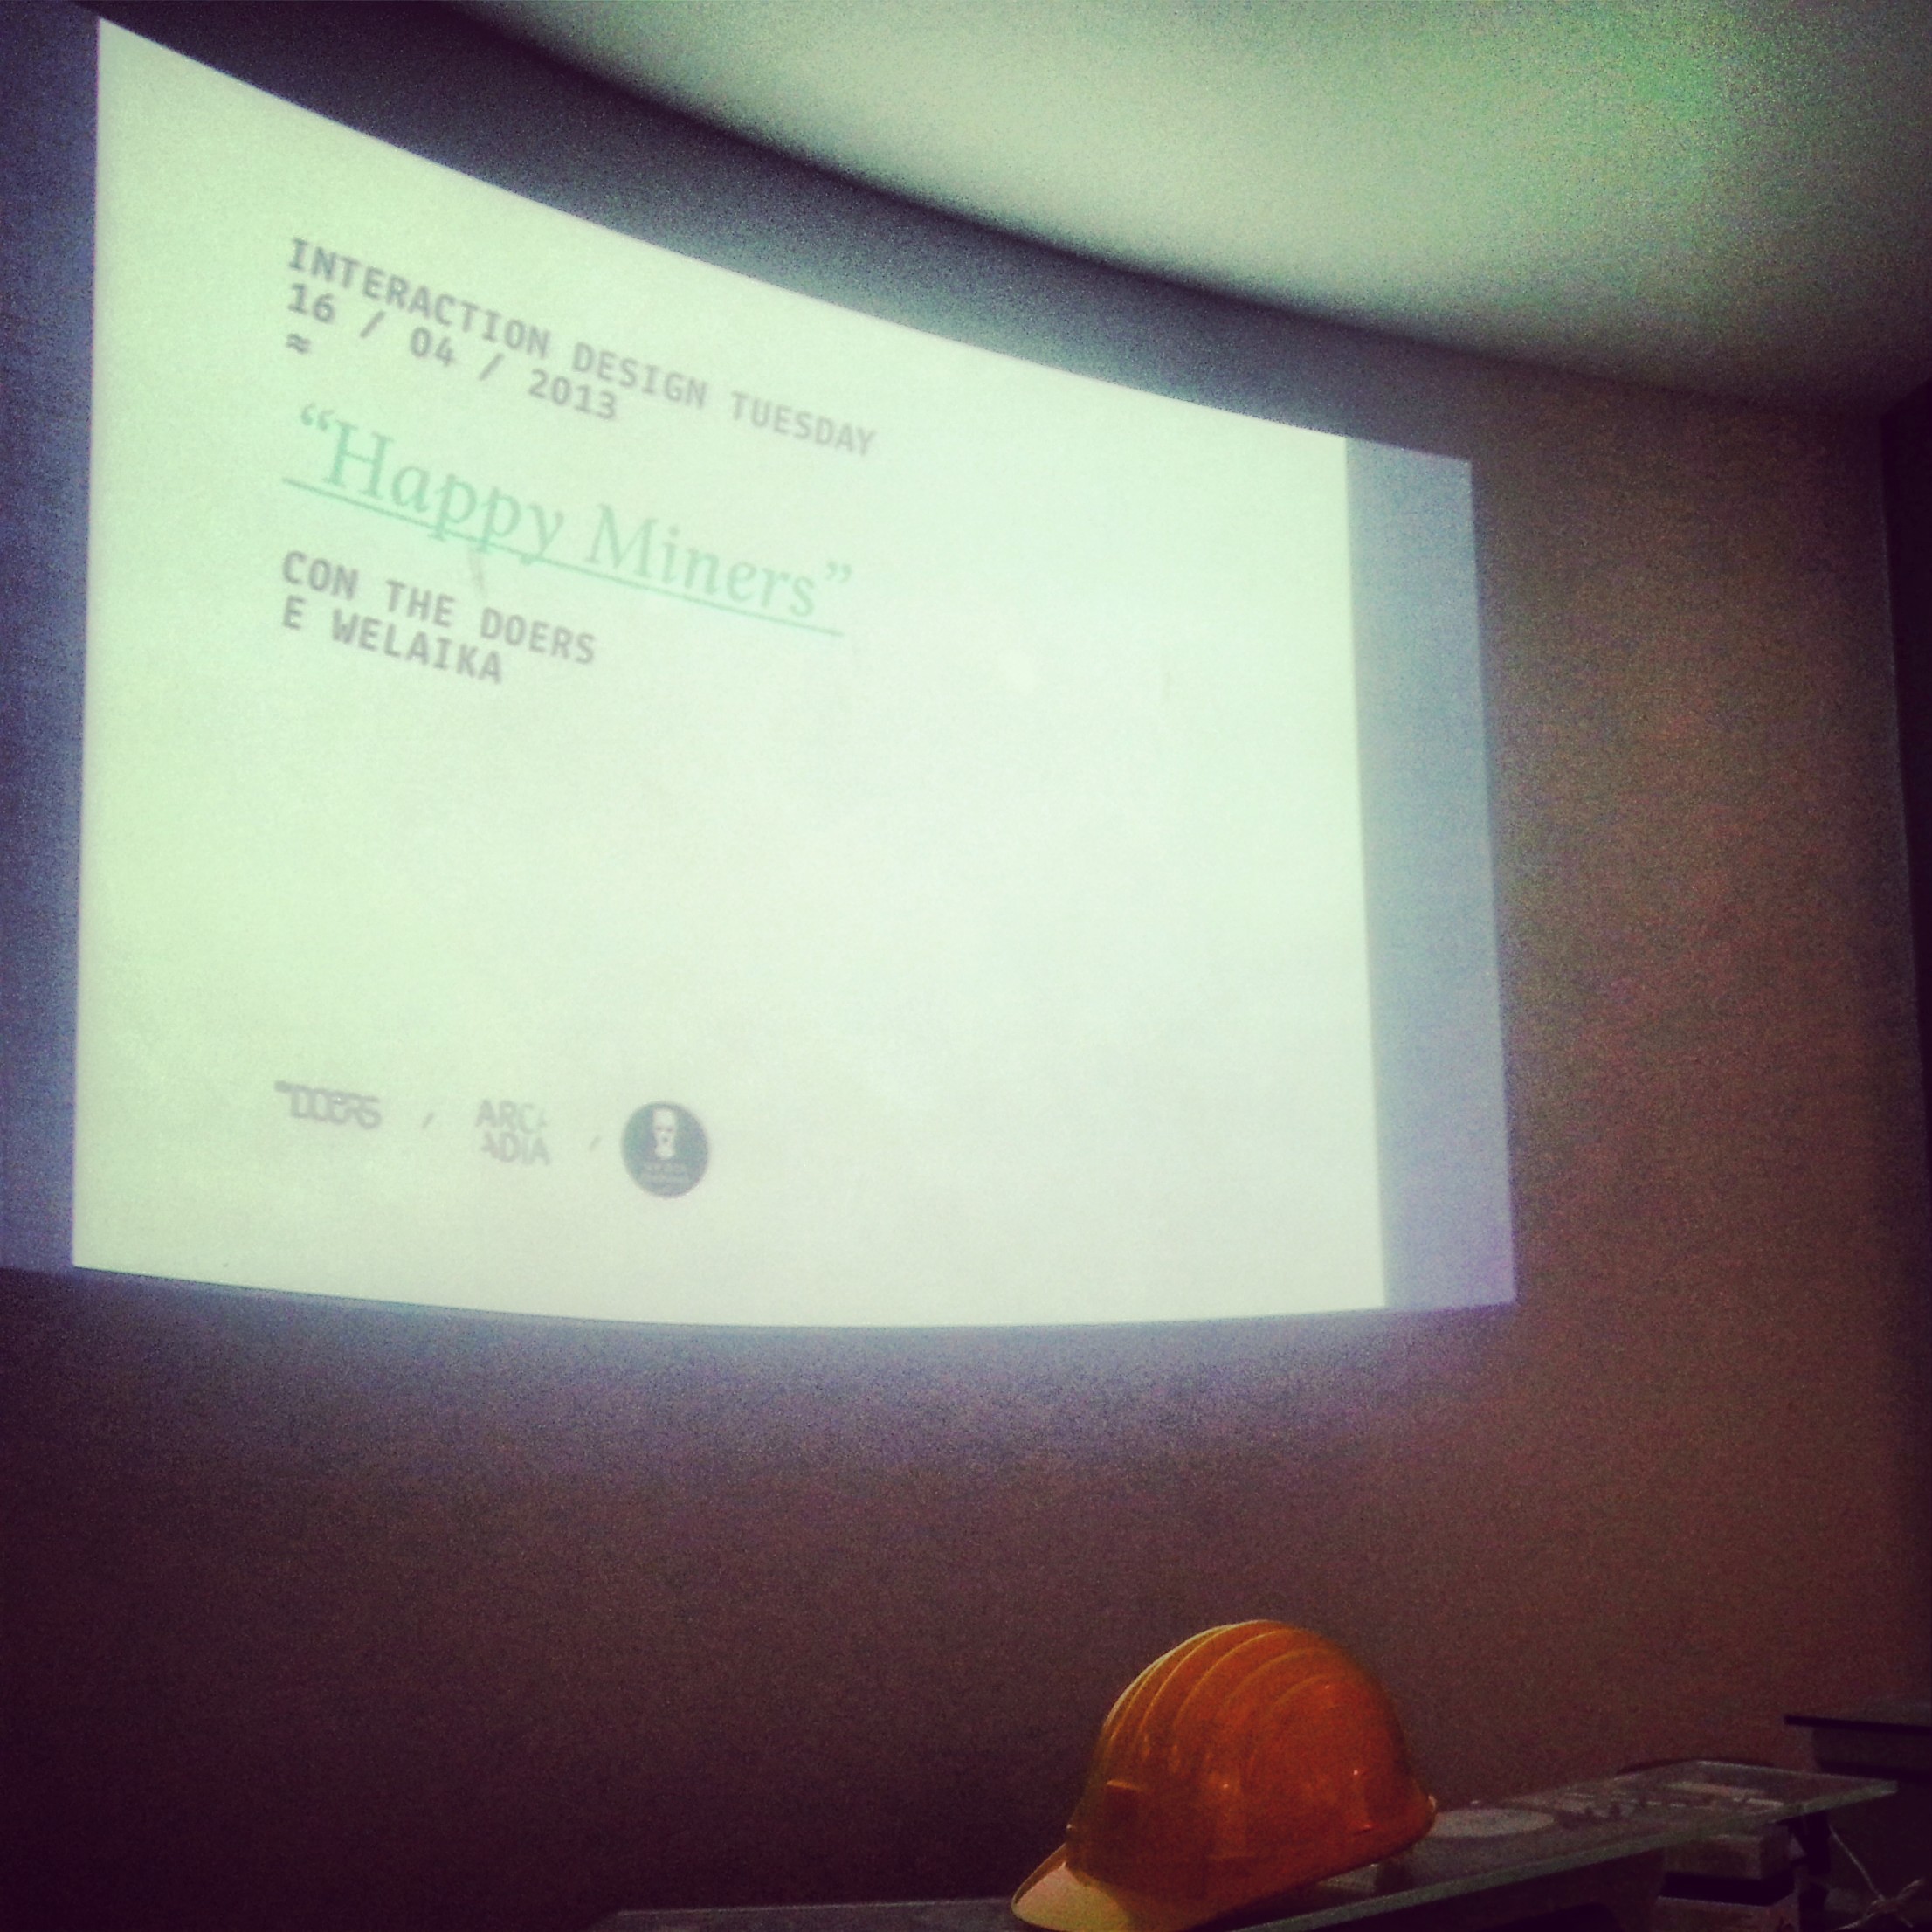 INTERACTION DESIGN TUESDAY
16 / 04 / 2013
≈
“Happy Miners”
CON THE DOERS
E WELAIKA
DOERS / ARC
ADIA /